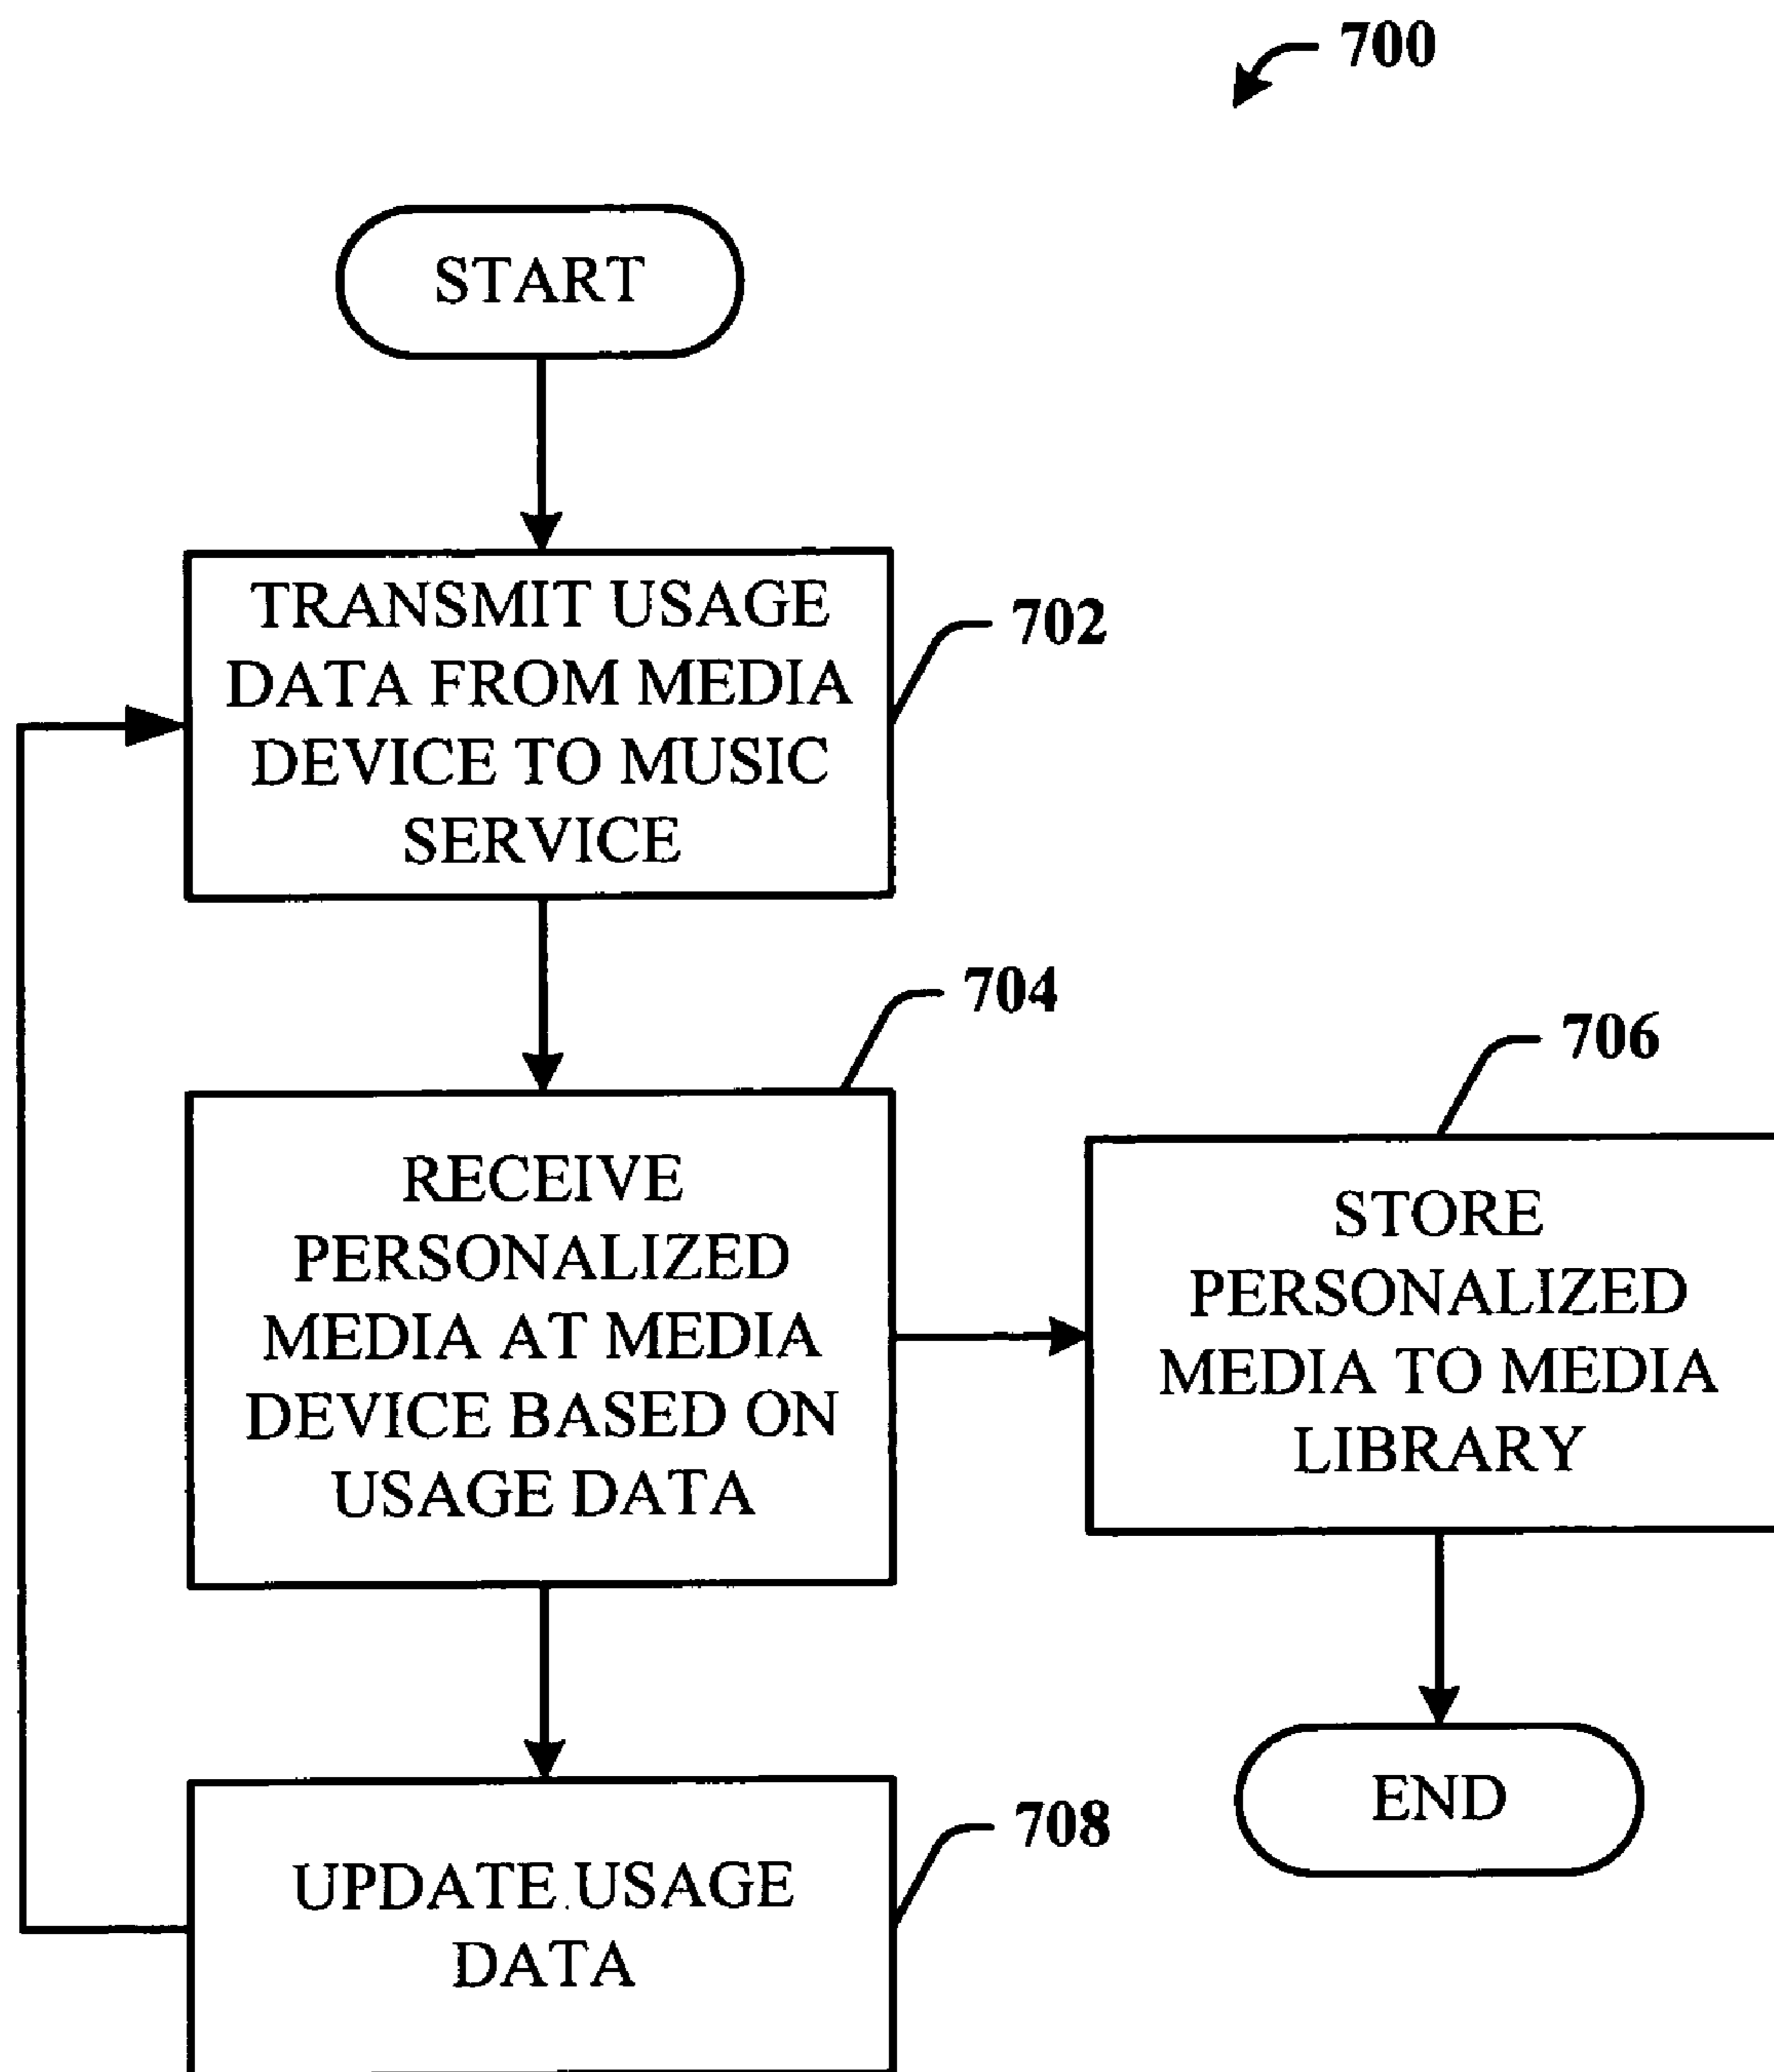 700
START
TRANSMIT USAGE
DATA FROM MEDIA
DEVICE TO MUSIC
SERVICE
702
704
RECEIVE
PERSONALIZED
MEDIA AT MEDIA
DEVICE BASED ON
USAGE DATA
706
STORE
PERSONALIZED
MEDIA TO MEDIA
LIBRARY
708
UPDATE USAGE
DATA
END